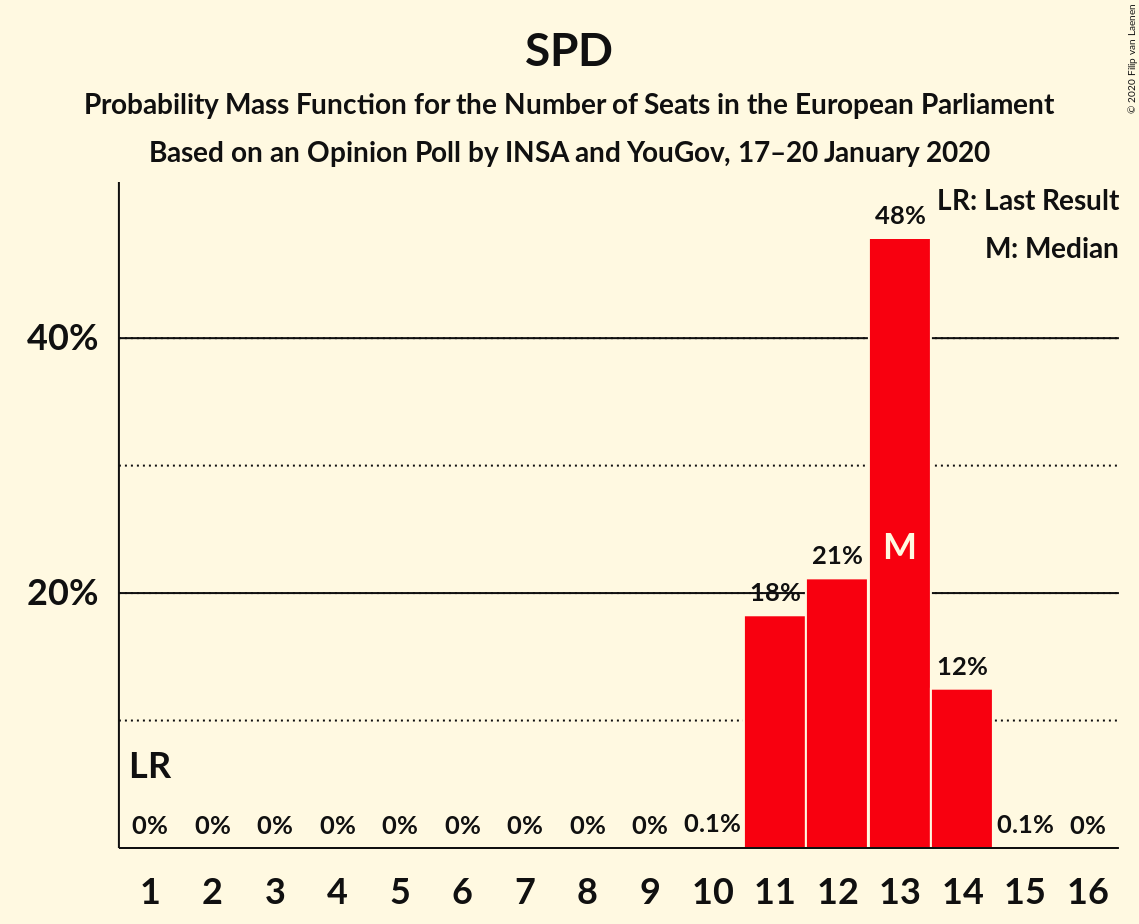 SPD
Probability Mass Function for the Number of Seats in the European Parliament
Based on an Opinion Poll by INSA and YouGov, 17–20 January 2020
© 2020 Filip van Laenen
LR: Last Result
M: Median
40%
20%
48%
M
21%
18%
12%
LR
0% 0% 0% 0% 0% 0% 0% 0% 0% 0.1% 0.1% 0%
1 2 3 4 5 6 7 8 9 10 11 12 13 14 15 16